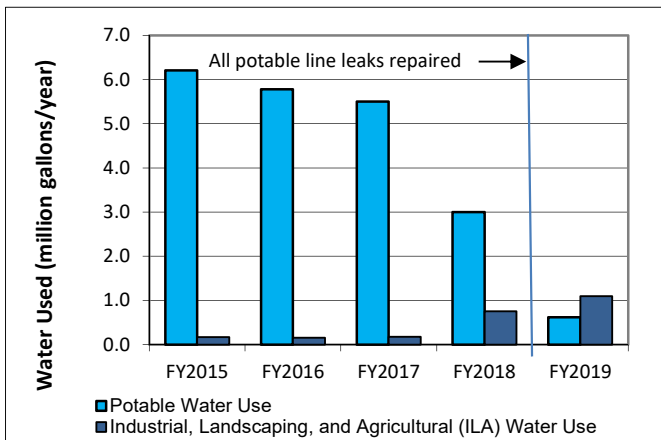 Water Used (million gallons/year)
7.0
6.0
5.0
4.0
3.0
2.0
1.0
0.0
All potable line leaks repaired
FY2015 FY2016 FY2017 FY2018 FY2019
Potable Water Use
Industrial, Landscaping, and Agricultural (ILA) Water Use